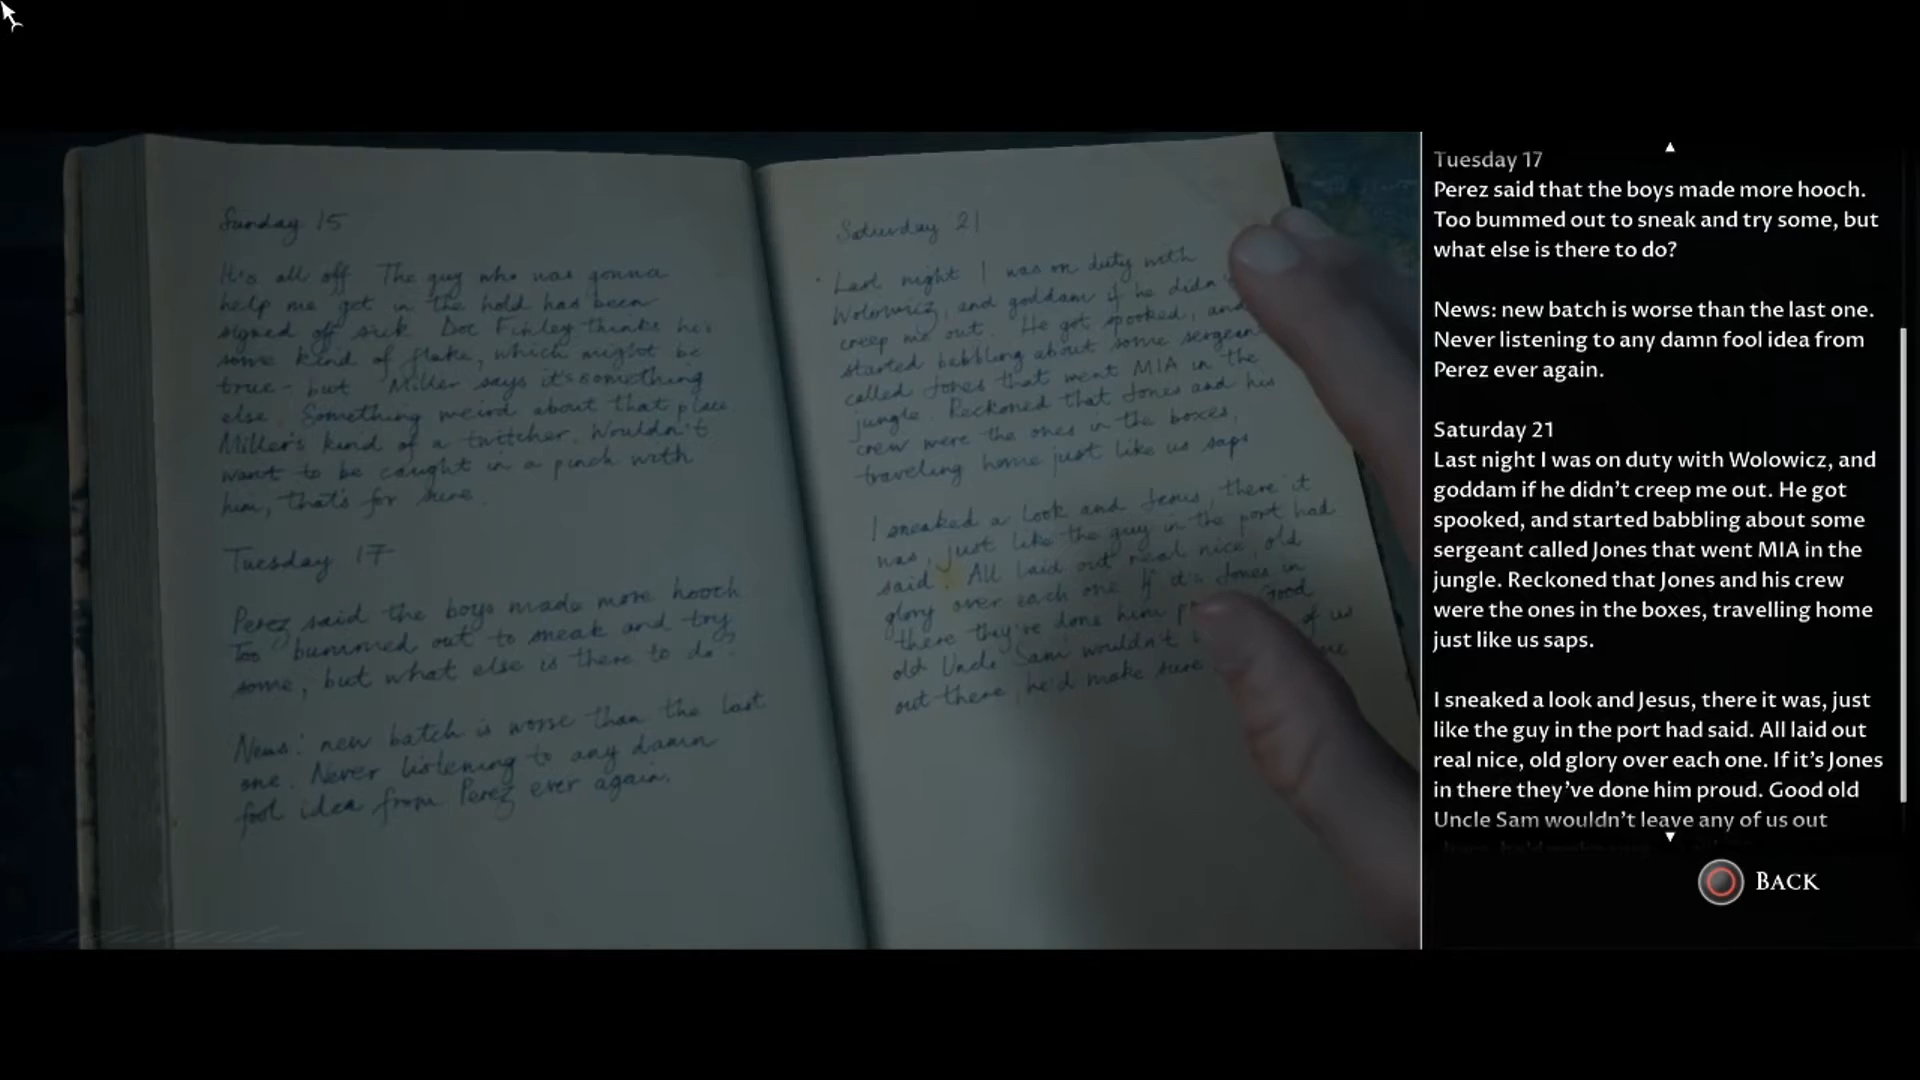 Sunday 15
It's all off. The guy who was gonna
help me get in the hold has been
signed off sick. Doc Finley thinks he's
some kind of flake, which might be
true - but Miller says it's something
else. Something weird about that place.
Miller's kind of a twitcher. Wouldn't
want to be caught in a pinch with
him, that's for sure.
Tuesday 17
Perez said the boys made more hooch
Too bummed out to sneak and try
some, but what else is there to do?
News: new batch is worse than the last
one. Never listening to any damn
fool idea from Perez ever again.
Saturday 21
Last night I was on duty with
Wolowicz, and goddam if he didn't
creep me out. He got spooked, and
started babbling about some sergeant
called Jones that went MIA in the
jungle. Reckoned that Jones and his
crew were the ones in the boxes,
traveling home just like us saps
I sneaked a look and Jesus, there it
was, just like the guy in the port had
said. All laid out real nice, old
glory over each one. If it's Jones in
there they've done him Good
old Uncle Sam wouldn't of us
out there, he'd make sure
Tuesday 17
Perez said that the boys made more hooch.
Too bummed out to sneak and try some, but
what else is there to do?
News: new batch is worse than the last one.
Never listening to any damn fool idea from
Perez ever again.
Saturday 21
Last night I was on duty with Wolowicz, and
goddam if he didn't creep me out. He got
spooked, and started babbling about some
sergeant called Jones that went MIA in the
jungle. Reckoned that Jones and his crew
were the ones in the boxes, travelling home
just like us saps.
I sneaked a look and Jesus, there it was, just
like the guy in the port had said. All laid out
real nice, old glory over each one. If it's Jones
in there they've done him proud. Good old
Uncle Sam wouldn't leave any of us out
BACK